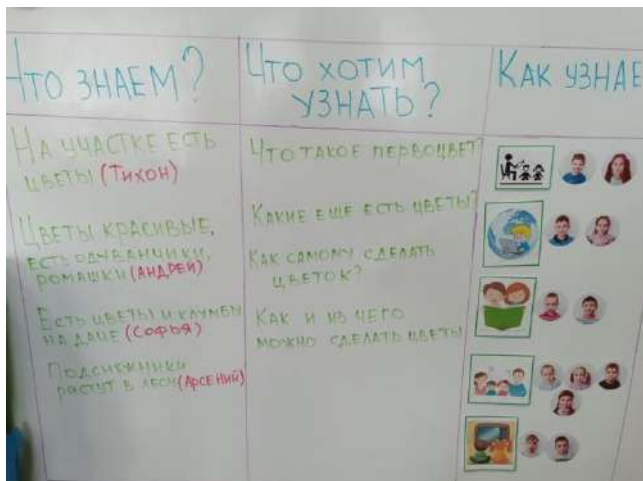 ЧТО ЗНАЕМ?
НА УЧАСТКЕ ЕСТЬ
ЦВЕТЫ (ТИХОН)
ЦВЕТЫ КРАСИВЫЕ,
ЕСТЬ ОДУВАНЧИКИ,
РОМАШКИ (АНДРЕЙ)
ЕСТЬ ЦВЕТЫ И КЛУМБЫ
НА ДАЧЕ (СОФЬЯ)
ПОДСНЕЖНИКИ
РАСТУТ В ЛЕСУ (АРСЕНИЙ)
ЧТО ХОТИМ
УЗНАТЬ?
ЧТО ТАКОЕ ПЕРВОЦВЕТ?
КАКИЕ ЕЩЕ ЕСТЬ ЦВЕТЫ?
КАК САМОМУ СДЕЛАТЬ
ЦВЕТОК?
КАК И ИЗ ЧЕГО
МОЖНО СДЕЛАТЬ ЦВЕТЫ
КАК УЗНАЕ